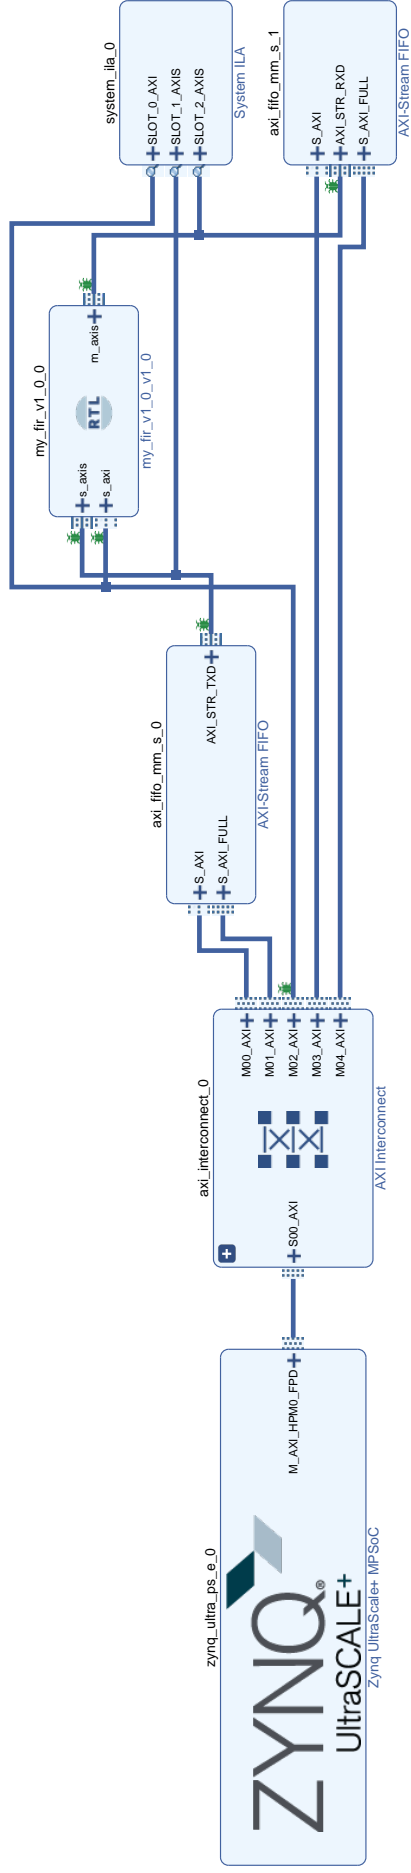 zynq_ultra_ps_e_0
M_AXI_HPM0_FPD
ZYNQ®
UltraSCALE+
Zynq UltraScale+ MPSoC
axi_interconnect_0
S00_AXI
M00_AXI
M01_AXI
M02_AXI
M03_AXI
M04_AXI
AXI Interconnect
axi_fifo_mm_s_0
S_AXI
S_AXI_FULL
AXI_STR_TXD
AXI-Stream FIFO
my_fir_v1_0_0
s_axis
s_axi
m_axis
RTL
my_fir_v1_0_v1_0
system_ila_0
SLOT_0_AXI
SLOT_1_AXIS
SLOT_2_AXIS
System ILA
axi_fifo_mm_s_1
S_AXI
AXI_STR_RXD
S_AXI_FULL
AXI-Stream FIFO